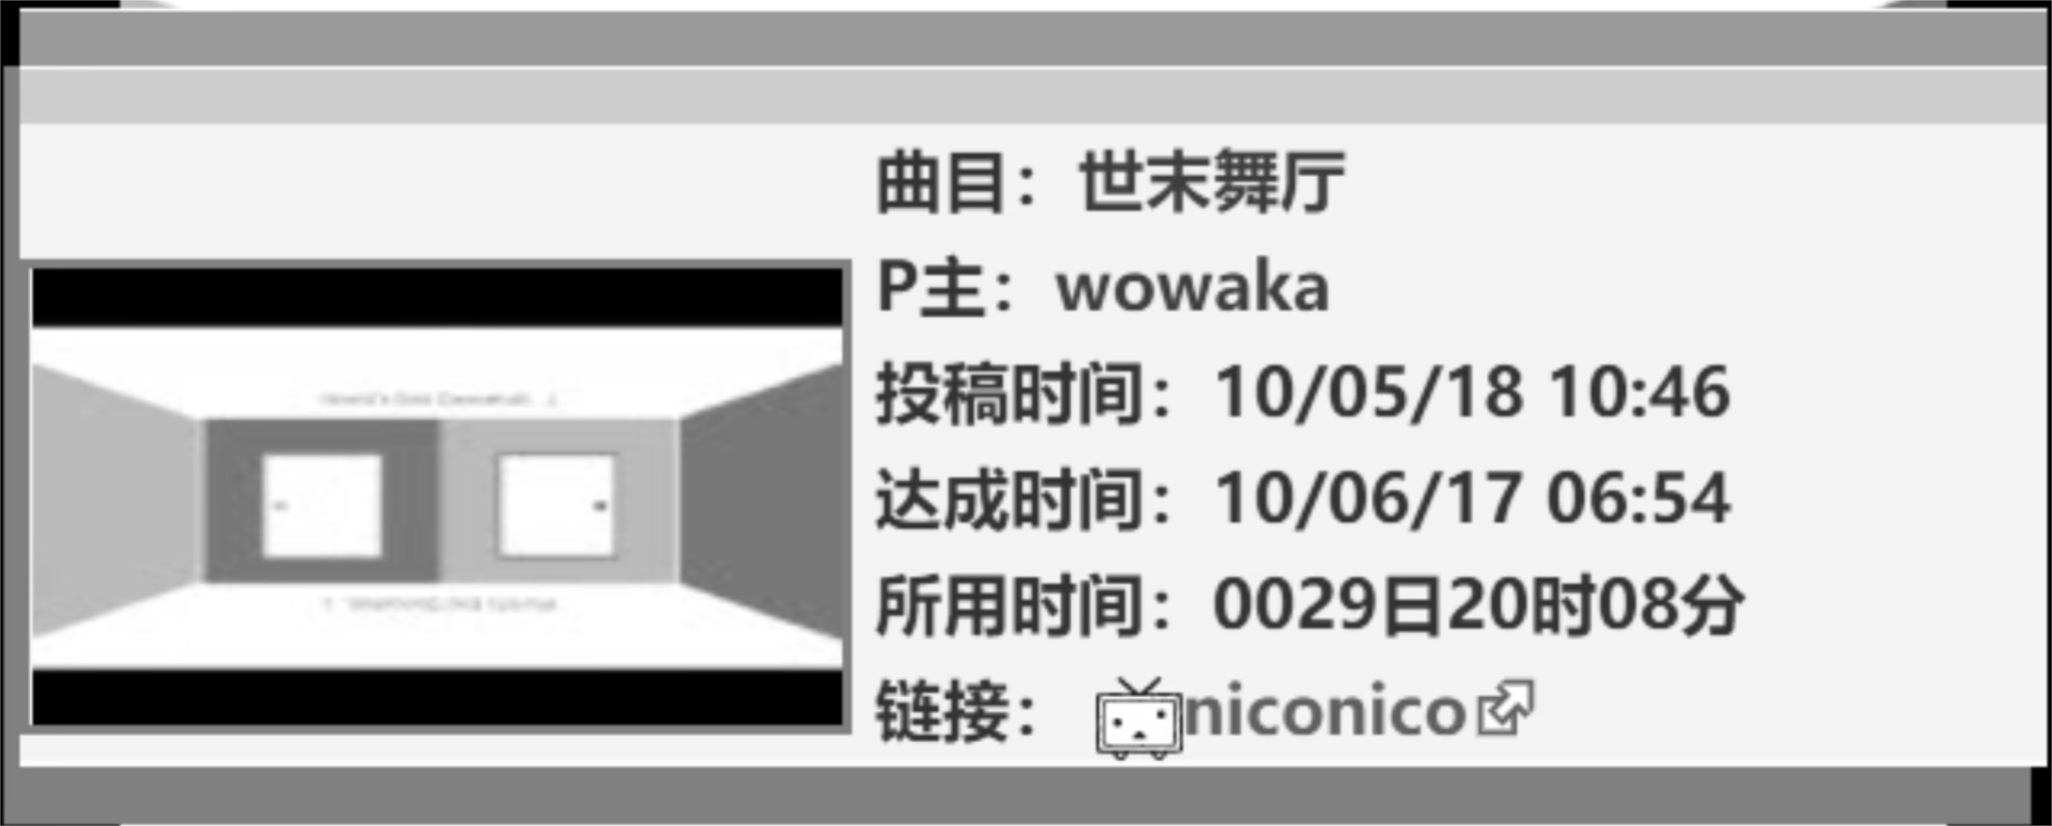 曲目：世末舞厅
P主：wowaka
投稿时间：10/05/18 10:46
达成时间：10/06/17 06:54
所用时间：0029日20时08分
链接：niconico